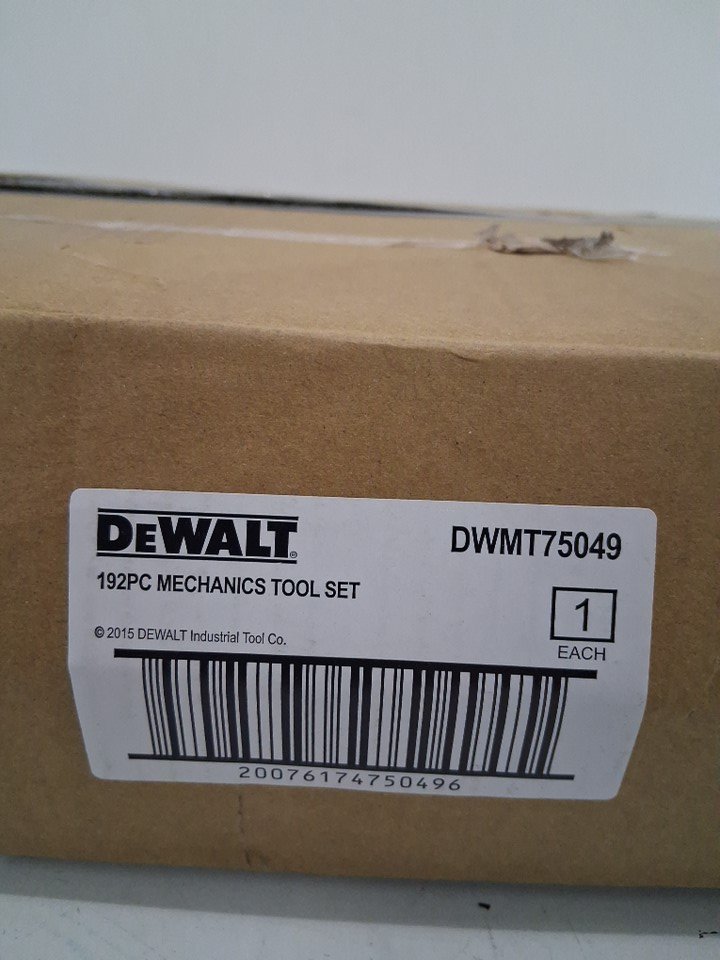 DEWALT®
DWMT75049
192PC MECHANICS TOOL SET
1
EACH
© 2015 DEWALT Industrial Tool Co.
20076174750496